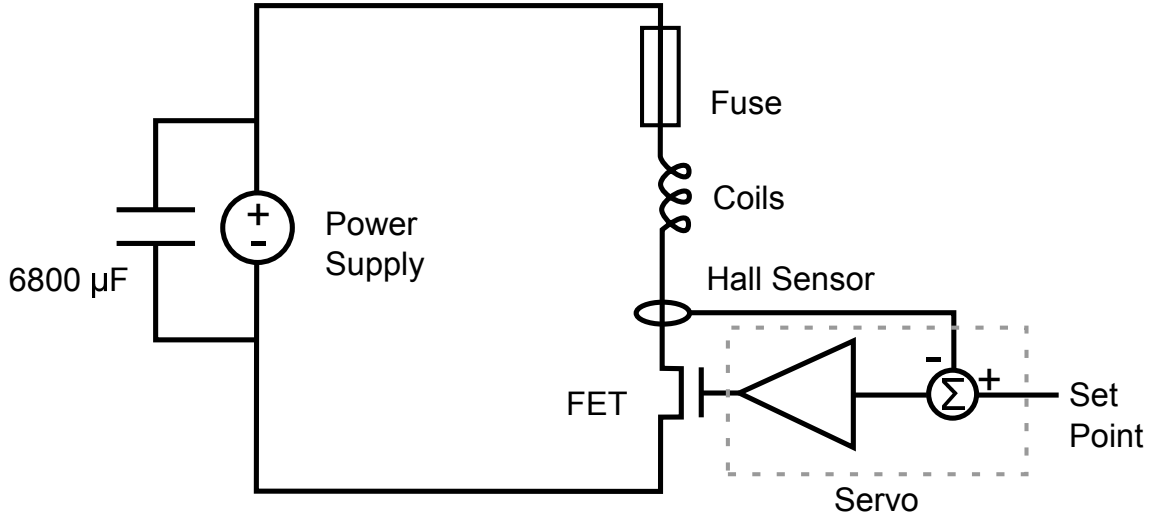 Fuse
Coils
+
-
Power
Supply
6800 µF
Hall Sensor
-
+
Σ
FET
Set
Point
Servo